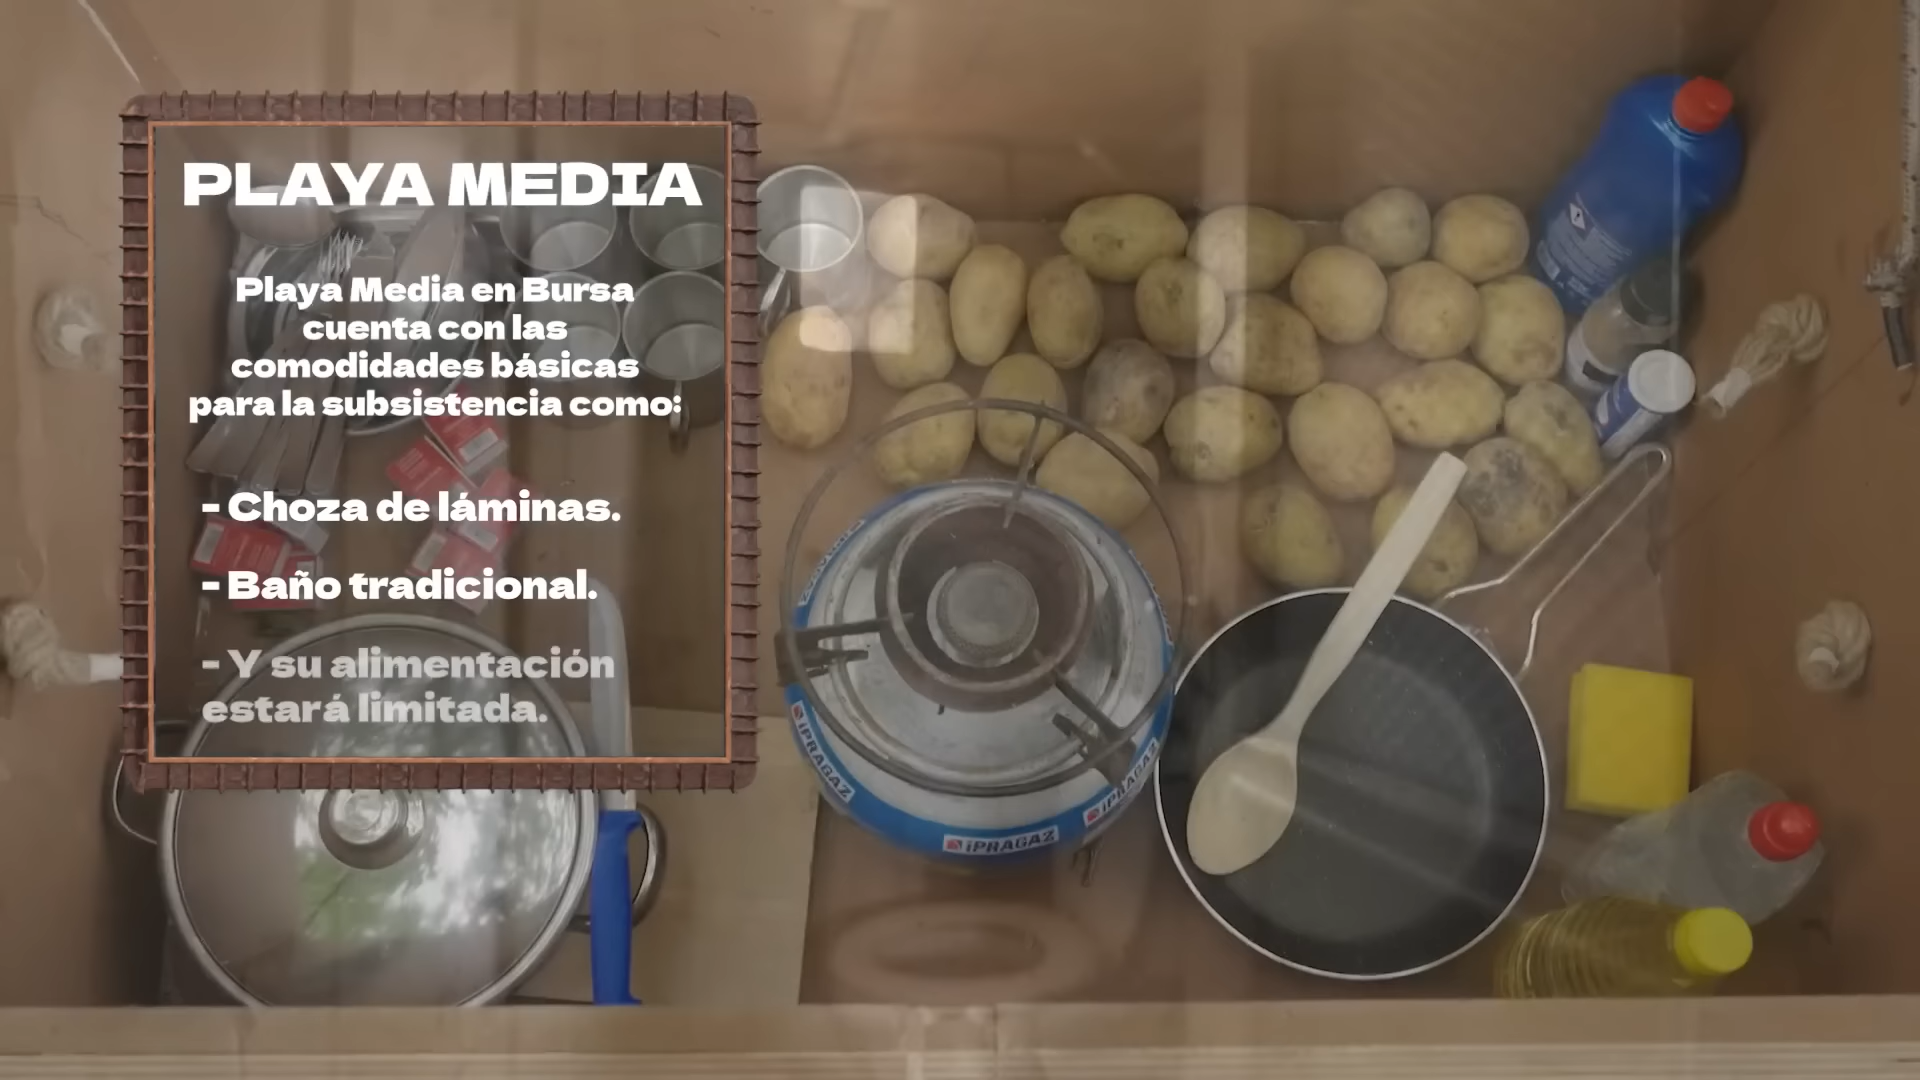 PLAYA MEDIA
Playa Media en Bursa
cuenta con las
comodidades básicas
para la subsistencia como:
- Choza de láminas.
- Baño tradicional.
- Y su alimentación
estará limitada.
iPRAGAZ
iPRAGAZ
iPRAGAZ